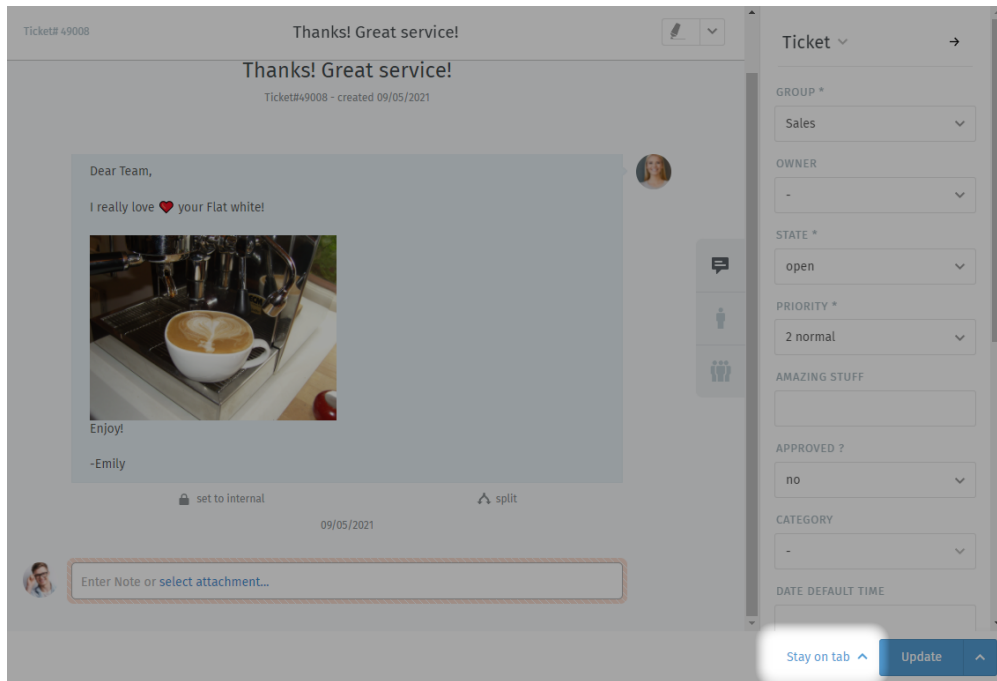 Ticket# 49008
Thanks! Great service!
Thanks! Great service!
Ticket#49008 - created 09/05/2021
Dear Team,
I really love ❤ your Flat white!
Enjoy!
-Emily
set to internal
split
09/05/2021
Enter Note or select attachment...
Ticket
GROUP *
Sales
OWNER
-
STATE *
open
PRIORITY *
2 normal
AMAZING STUFF
APPROVED ?
no
CATEGORY
-
DATE DEFAULT TIME
Stay on tab
Update